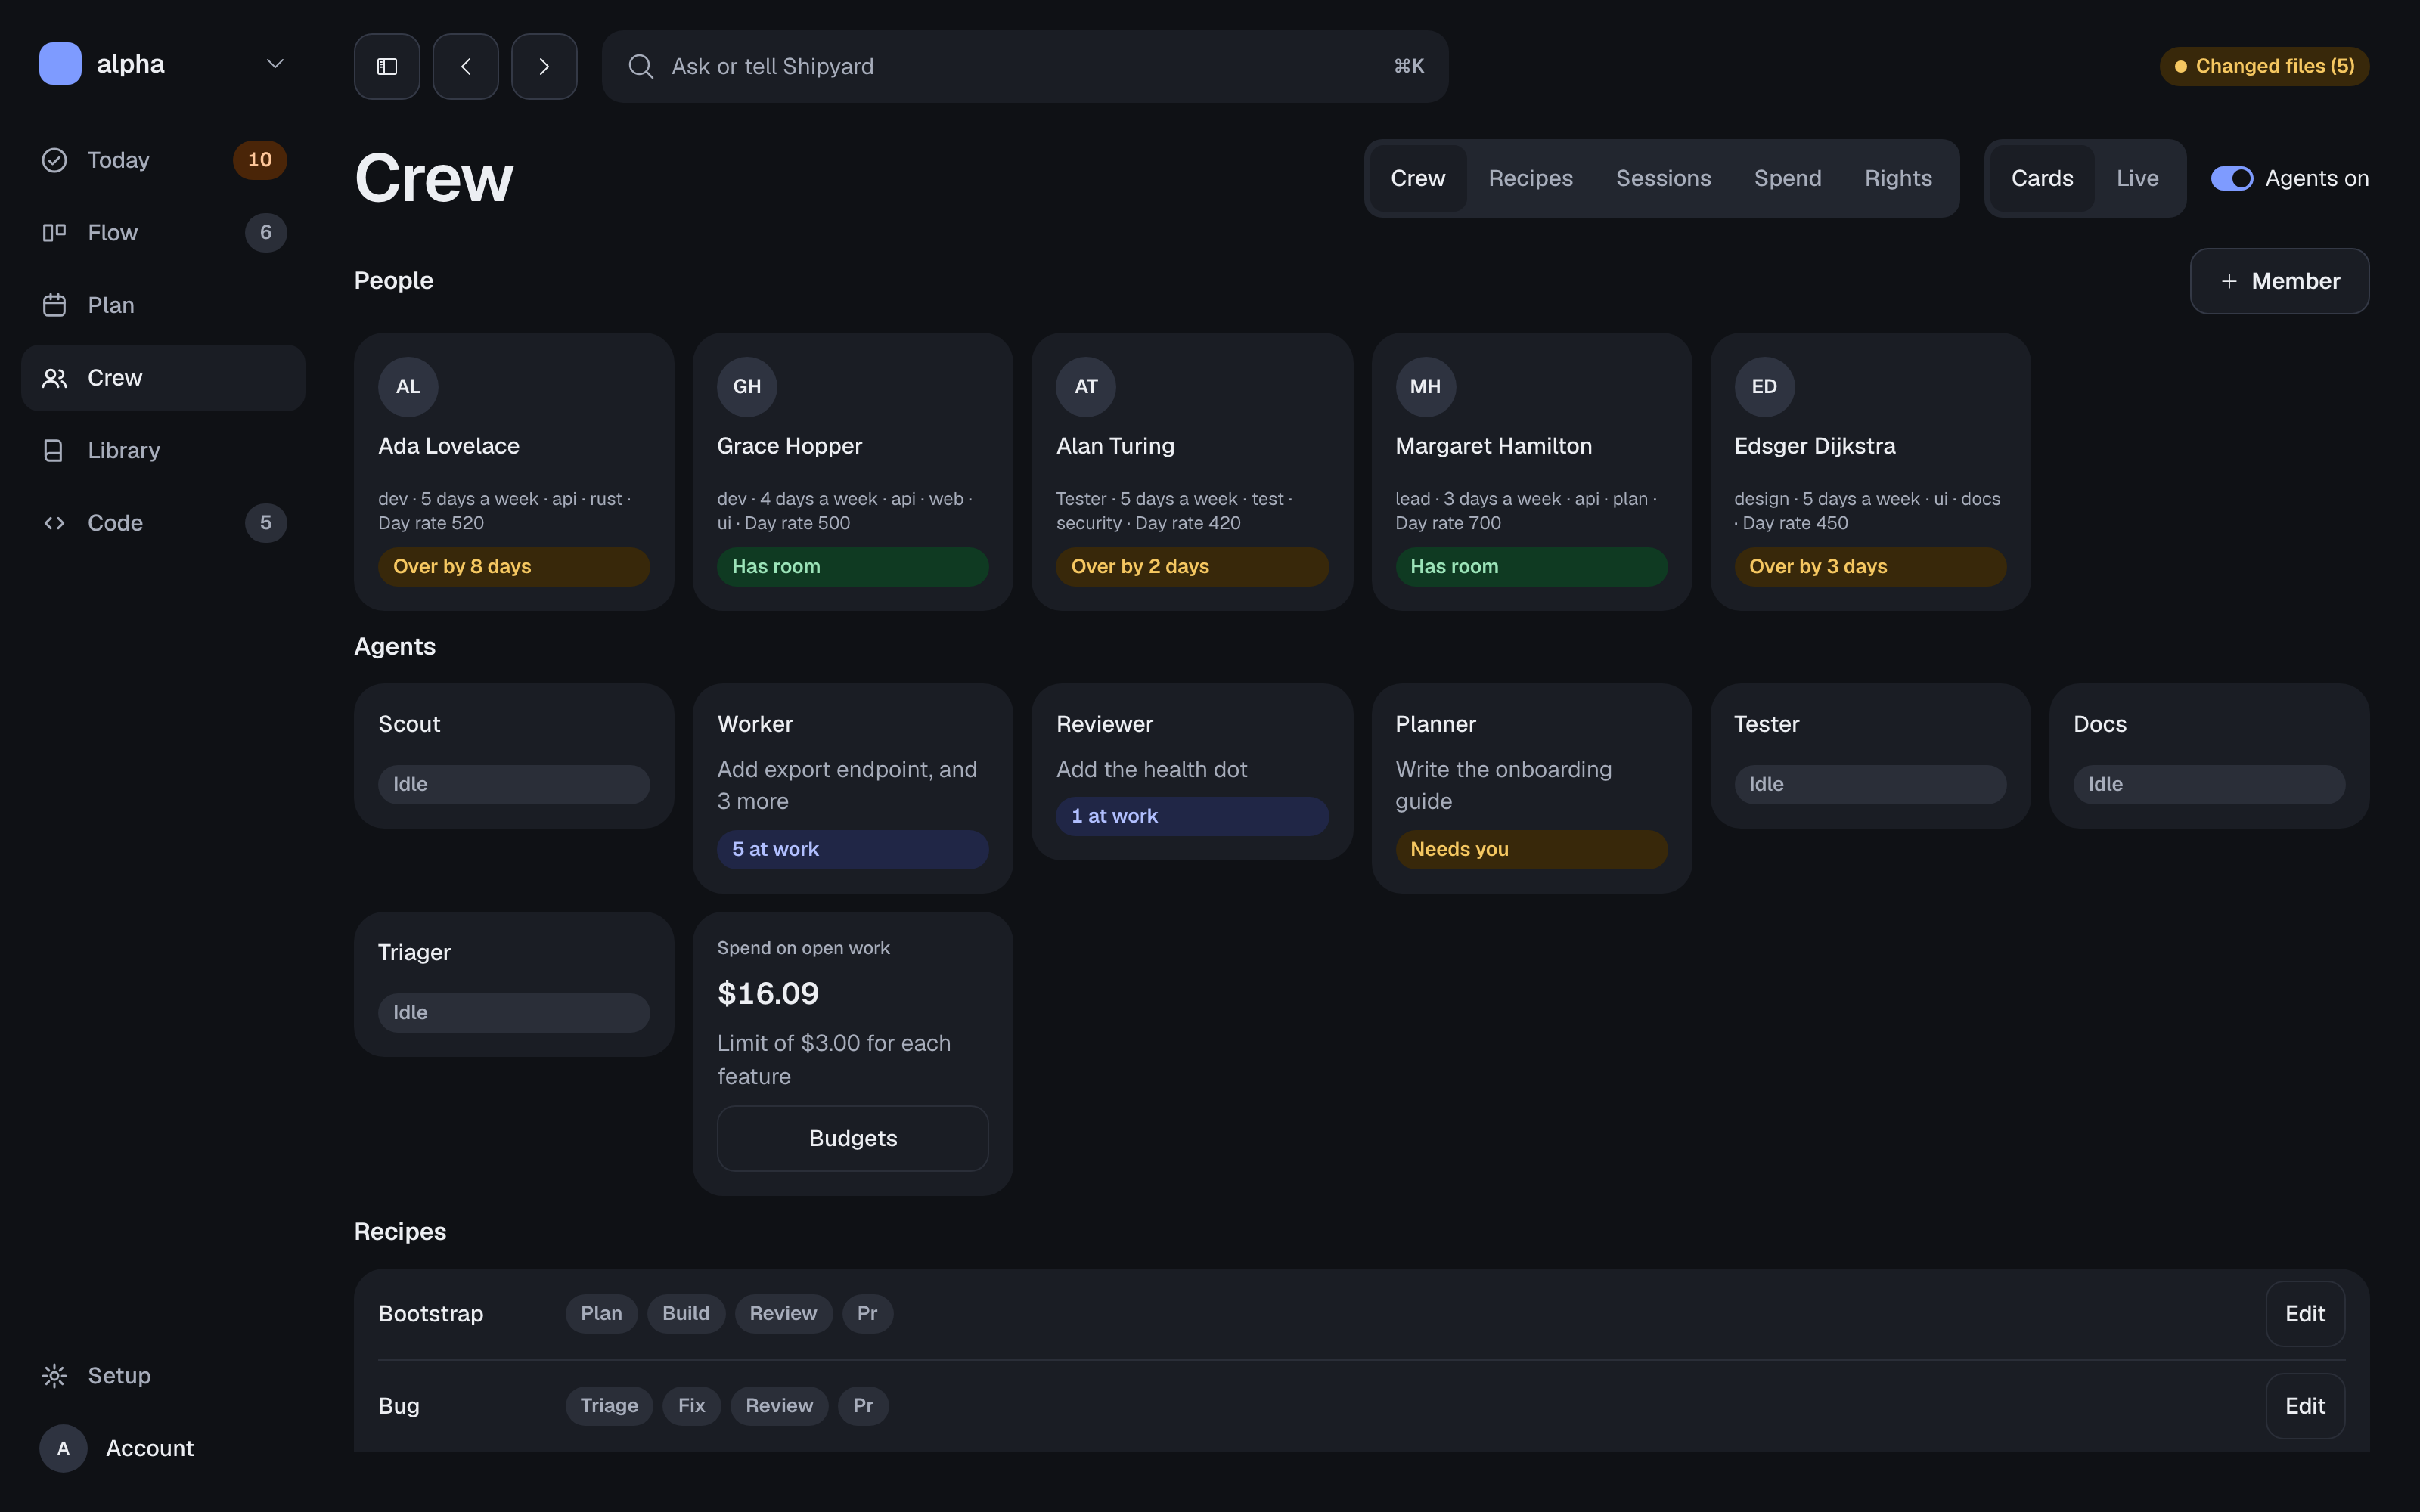 alpha
Ask or tell Shipyard
⌘K
Changed files (5)
Today
10
Flow
6
Plan
Crew
Library
Code
5
Setup
A
Account
Crew
Crew
Recipes
Sessions
Spend
Rights
Cards
Live
Agents on
People
+ Member
AL
Ada Lovelace
dev · 5 days a week · api · rust ·
Day rate 520
Over by 8 days
GH
Grace Hopper
dev · 4 days a week · api · web ·
ui · Day rate 500
Has room
AT
Alan Turing
Tester · 5 days a week · test ·
security · Day rate 420
Over by 2 days
MH
Margaret Hamilton
lead · 3 days a week · api · plan ·
Day rate 700
Has room
ED
Edsger Dijkstra
design · 5 days a week · ui · docs
· Day rate 450
Over by 3 days
Agents
Scout
Idle
Worker
Add export endpoint, and
3 more
5 at work
Reviewer
Add the health dot
1 at work
Planner
Write the onboarding
guide
Needs you
Tester
Idle
Docs
Idle
Triager
Idle
Spend on open work
$16.09
Limit of $3.00 for each
feature
Budgets
Recipes
Bootstrap
Plan
Build
Review
Pr
Edit
Bug
Triage
Fix
Review
Pr
Edit